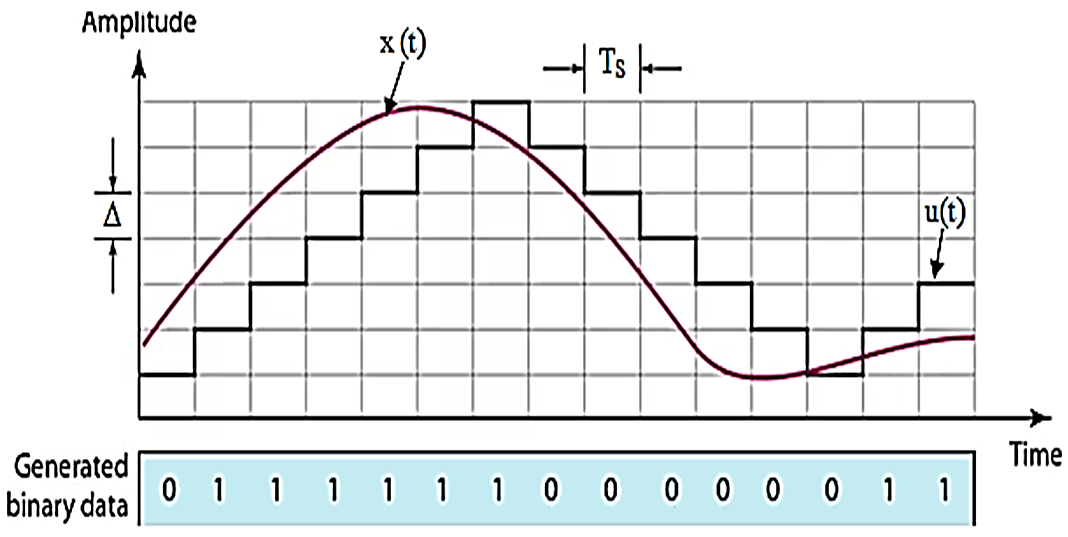 Amplitude
x(t)
Ts
Δ
u(t)
Time
Generated
binary data
0 1 1 1 1 1 1 0 0 0 0 0 0 1 1